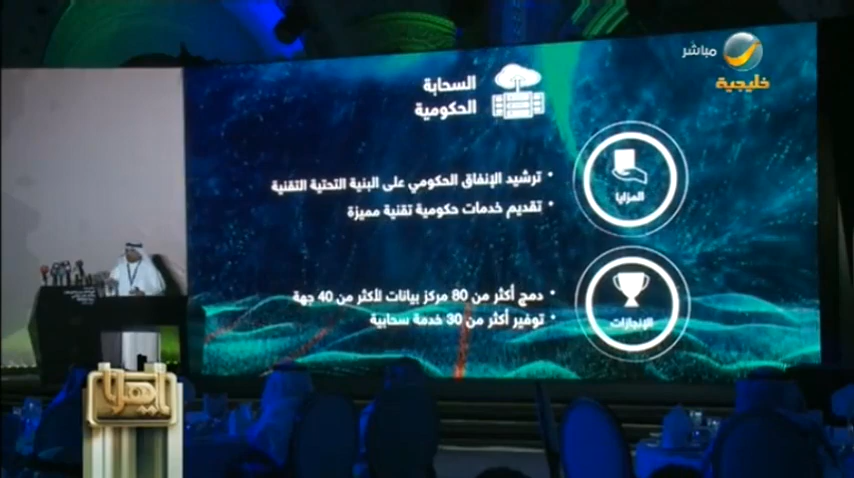 مباشر
خليجية
السحابة
الحكومية
المزايا
• ترشيد الإنفاق الحكومي على البنية التحتية التقنية
• تقديم خدمات حكومية تقنية مميزة
الإنجازات
• دمج أكثر من 80 مركز بيانات لأكثر من 40 جهة
• توفير أكثر من 30 خدمة سحابية
ياهلا